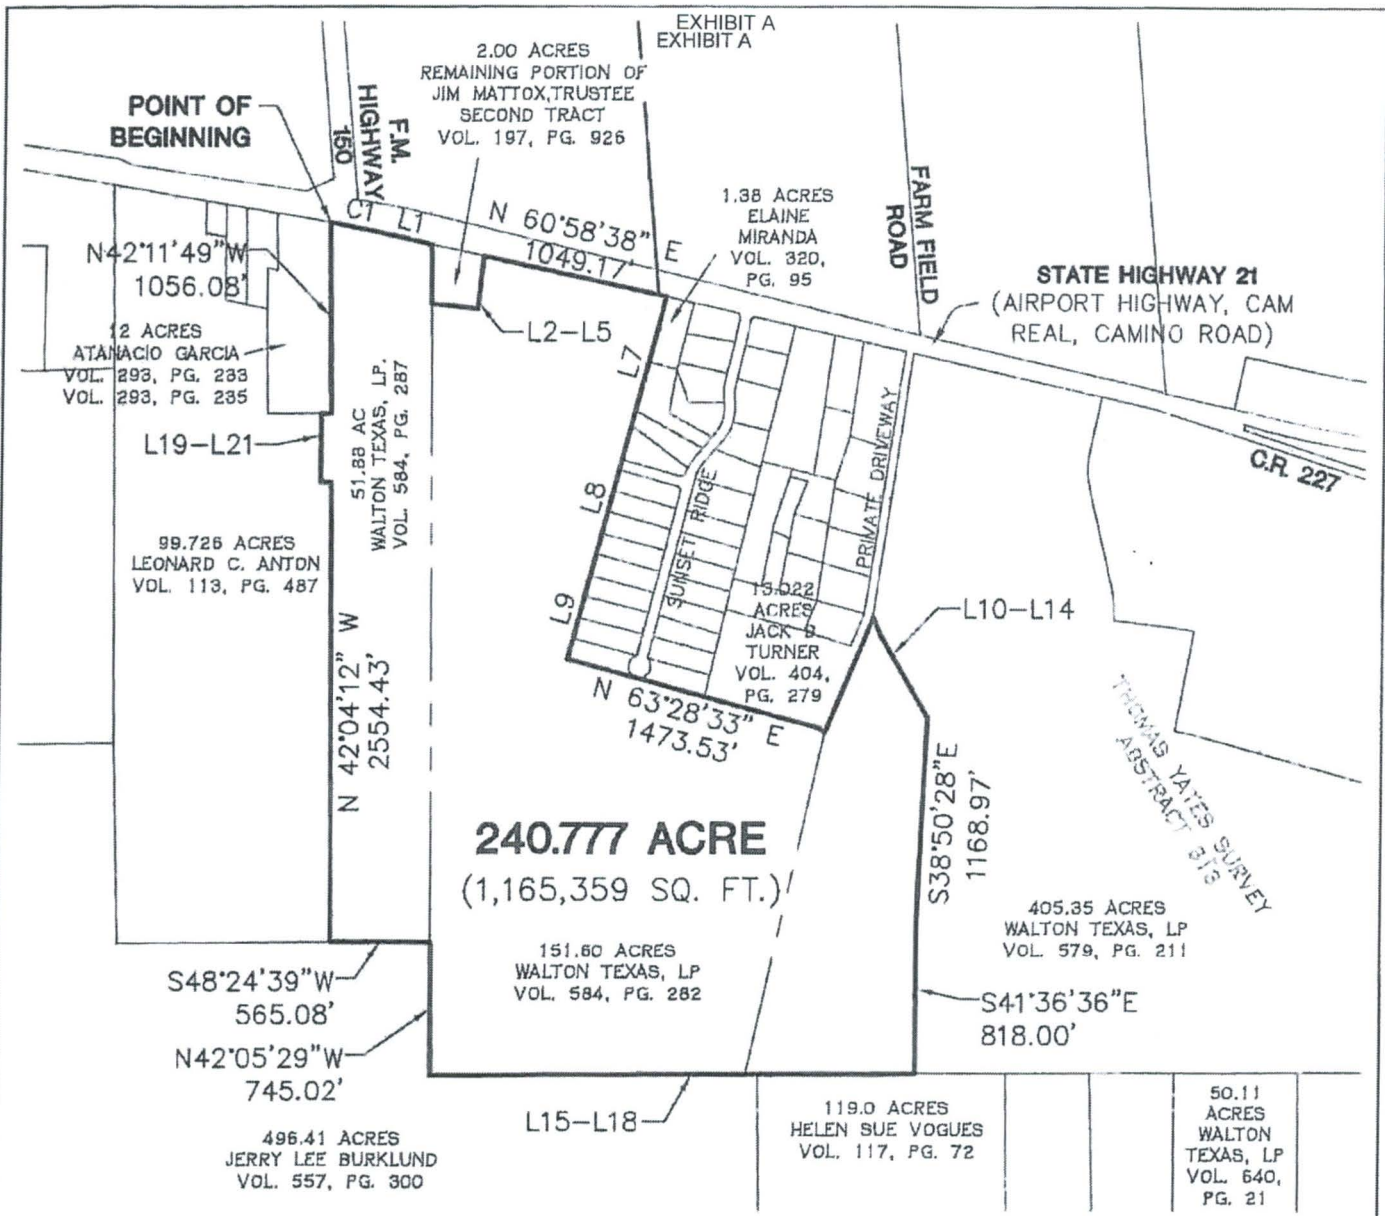 EXHIBIT A
EXHIBIT A
2.00 ACRES
REMAINING PORTION OF
JIM MATTOX,TRUSTEE
SECOND TRACT
VOL. 197, PG. 926
POINT OF
BEGINNING
F.M.
HIGHWAY
150
C1 L1
N 60°58'38" E
1049.17'
1.38 ACRES
ELAINE
MIRANDA
VOL. 320,
PG. 95
FARM FIELD
ROAD
STATE HIGHWAY 21
(AIRPORT HIGHWAY, CAM
REAL, CAMINO ROAD)
N42°11'49"W
1056.08'
12 ACRES
ATANACIO GARCIA
VOL. 293, PG. 233
VOL. 293, PG. 235
L2-L5
L7
L19-L21
51.88 AC
WALTON TEXAS, LP.
VOL. 584, PG. 287
C.R. 227
L8
SUNSET RIDGE
PRIVATE DRIVEWAY
99.726 ACRES
LEONARD C. ANTON
VOL. 113, PG. 487
L9
13.022
ACRES
JACK B
TURNER
VOL. 404,
PG. 279
L10-L14
N 42°04'12" W
2554.43'
N 63°28'33" E
1473.53'
THOMAS YATES SURVEY
ABSTRACT 313
S38°50'28"E
1168.97'
240.777 ACRE
(1,165,359 SQ. FT.)
405.35 ACRES
WALTON TEXAS, LP
VOL. 579, PG. 211
151.60 ACRES
WALTON TEXAS, LP
VOL. 584, PG. 282
S48°24'39"W
565.08'
S41°36'36"E
818.00'
N42°05'29"W
745.02'
L15-L18
496.41 ACRES
JERRY LEE BURKLUND
VOL. 557, PG. 300
119.0 ACRES
HELEN SUE VOGUES
VOL. 117, PG. 72
50.11
ACRES
WALTON
TEXAS, LP
VOL. 640,
PG. 21